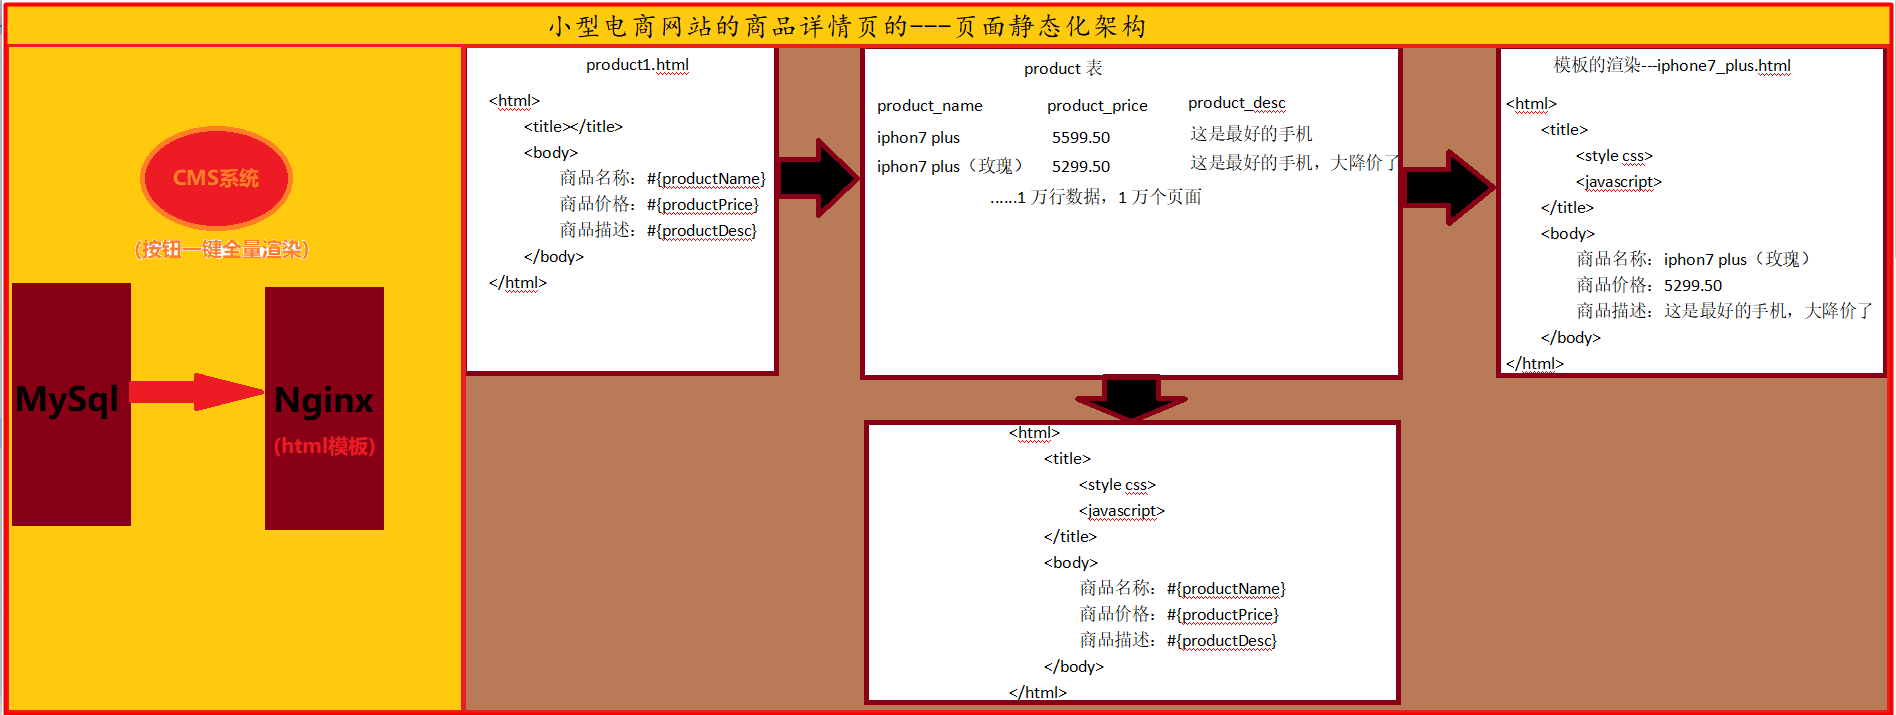 小型电商网站的商品详情页的---页面静态化架构
CMS系统
(按钮一键全量渲染)
MySql
Nginx
(html模板)
product1.html
<html>
<title></title>
<body>
商品名称：#{productName}
商品价格：#{productPrice}
商品描述：#{productDesc}
</body>
</html>
product 表
product_name product_price product_desc
iphon7 plus 5599.50 这是最好的手机
iphon7 plus（玫瑰） 5299.50 这是最好的手机，大降价了
......1 万行数据，1 万个页面
模板的渲染---iphone7_plus.html
<html>
<title>
<style css>
<javascript>
</title>
<body>
商品名称：iphon7 plus（玫瑰）
商品价格：5299.50
商品描述：这是最好的手机，大降价了
</body>
</html>
<html>
<title>
<style css>
<javascript>
</title>
<body>
商品名称：#{productName}
商品价格：#{productPrice}
商品描述：#{productDesc}
</body>
</html>